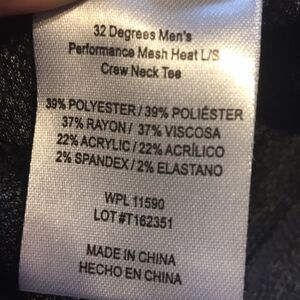 32 Degrees Men's
Performance Mesh Heat L/S
Crew Neck Tee
39% POLYESTER / 39% POLIÉSTER
37% RAYON / 37% VISCOSA
22% ACRYLIC / 22% ACRÍLICO
2% SPANDEX / 2% ELASTANO
WPL 11590
LOT #T162351
MADE IN CHINA
HECHO EN CHINA